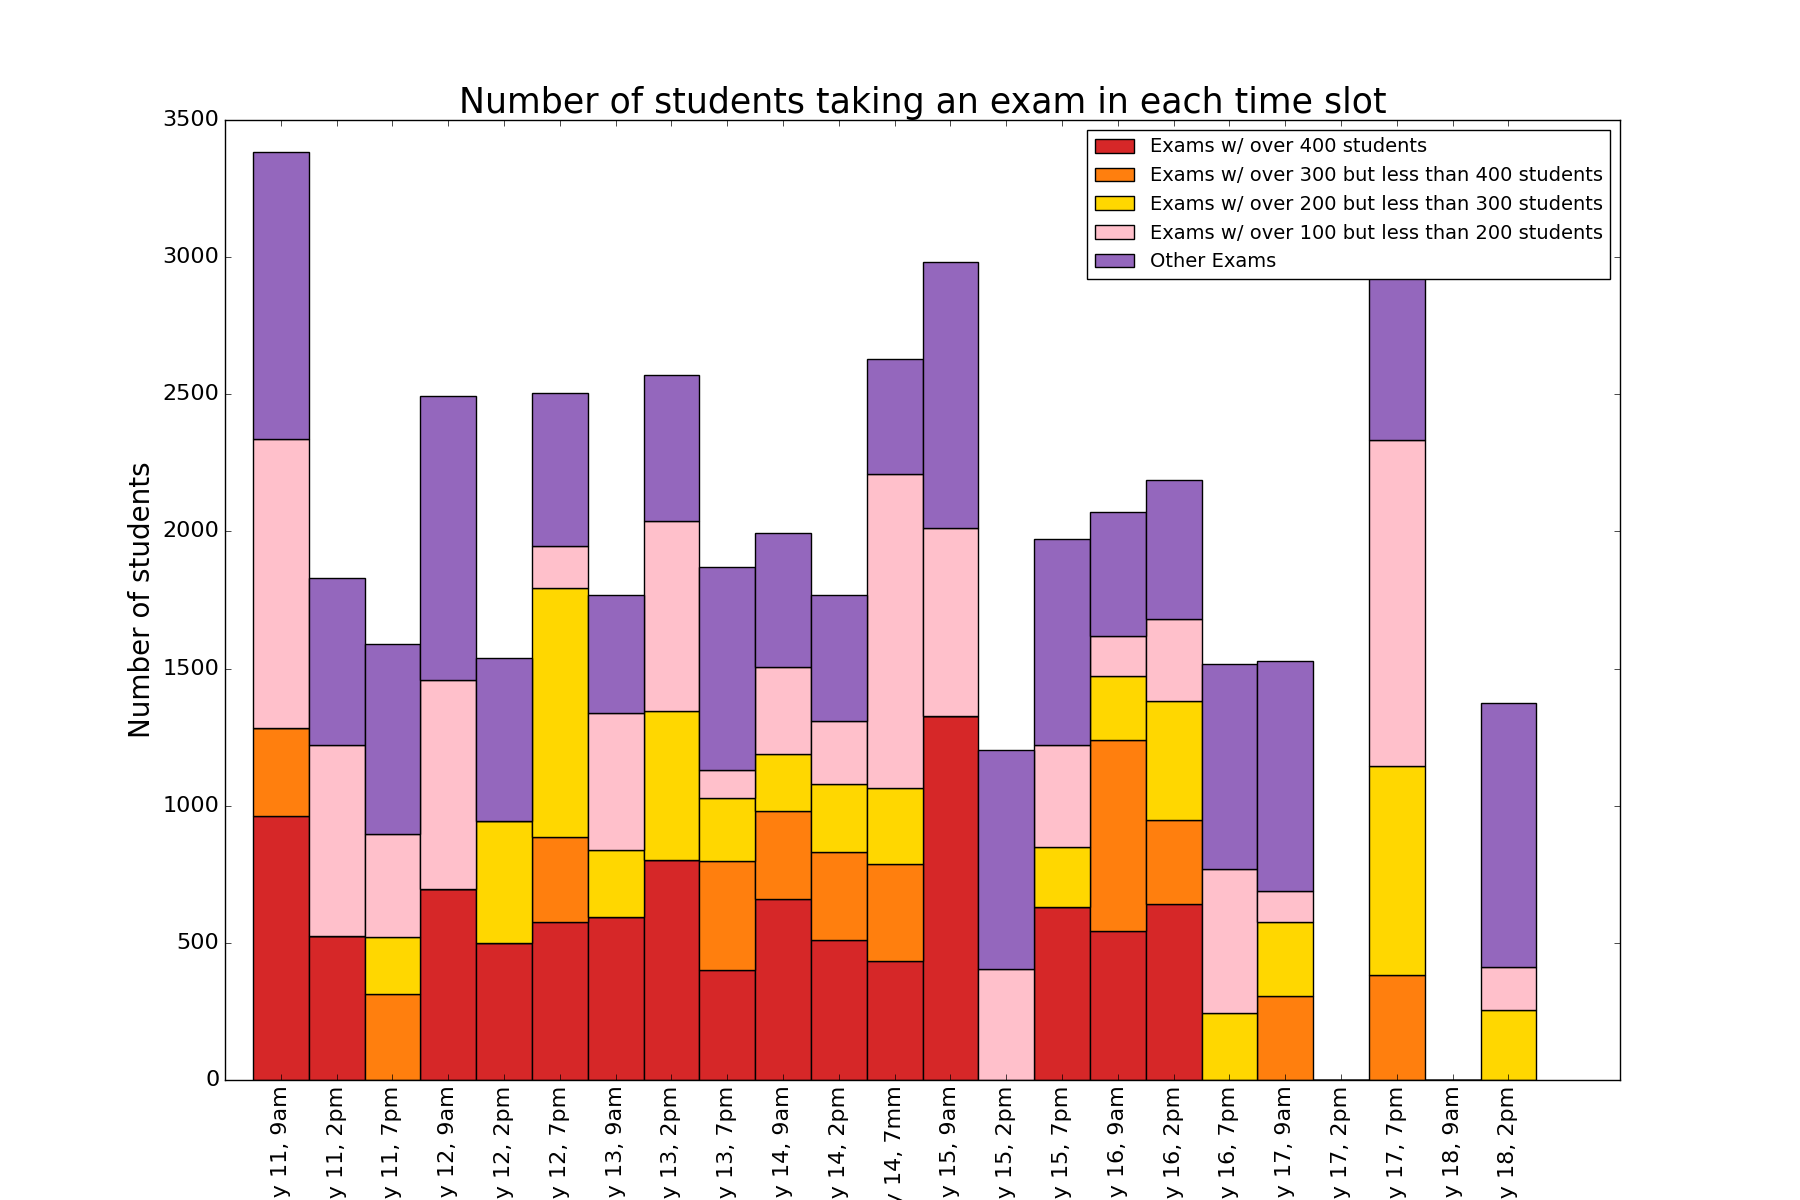 Number of students taking an exam in each time slot
Exams w/ over 400 students
Exams w/ over 300 but less than 400 students
Exams w/ over 200 but less than 300 students
Exams w/ over 100 but less than 200 students
Other Exams
Number of students
3500
3000
2500
2000
1500
1000
500
0
y 11, 9am
y 11, 2pm
y 11, 7pm
y 12, 9am
y 12, 2pm
y 12, 7pm
y 13, 9am
y 13, 2pm
y 13, 7pm
y 14, 9am
y 14, 2pm
y 14, 7mm
y 15, 9am
y 15, 2pm
y 15, 7pm
y 16, 9am
y 16, 2pm
y 16, 7pm
y 17, 9am
y 17, 2pm
y 17, 7pm
y 18, 9am
y 18, 2pm